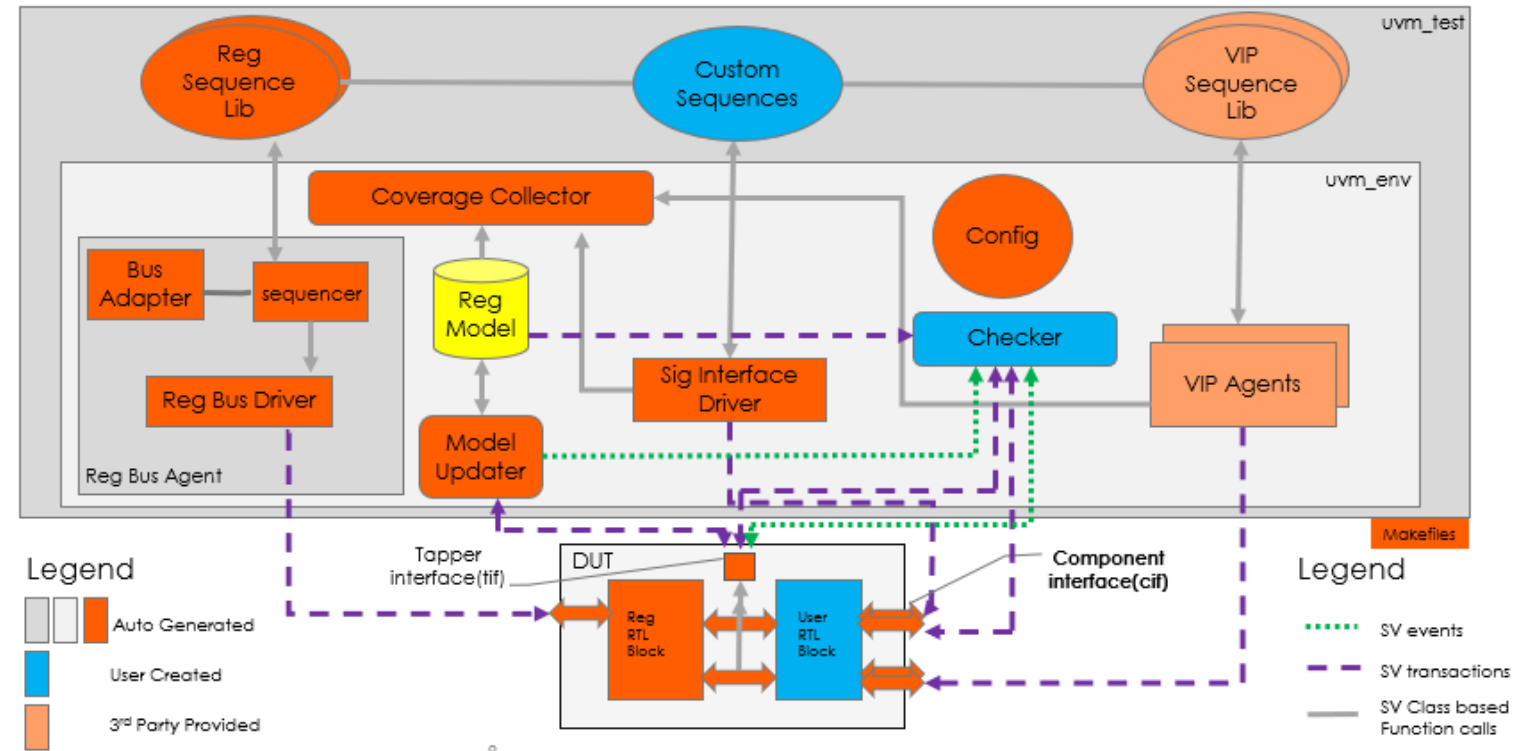 uvm_test
Reg
Sequence
Lib
Custom
Sequences
VIP
Sequence
Lib
uvm_env
Coverage Collector
Config
Bus
Adapter
sequencer
Reg
Model
Checker
Sig Interface
Driver
VIP Agents
Reg Bus Driver
Model
Updater
Reg Bus Agent
Makefiles
Tapper
interface(tif)
DUT
Component
interface(cif)
Reg
RTL
Block
User
RTL
Block
Legend
Auto Generated
User Created
3rd Party Provided
Legend
SV events
SV transactions
SV Class based
Function calls